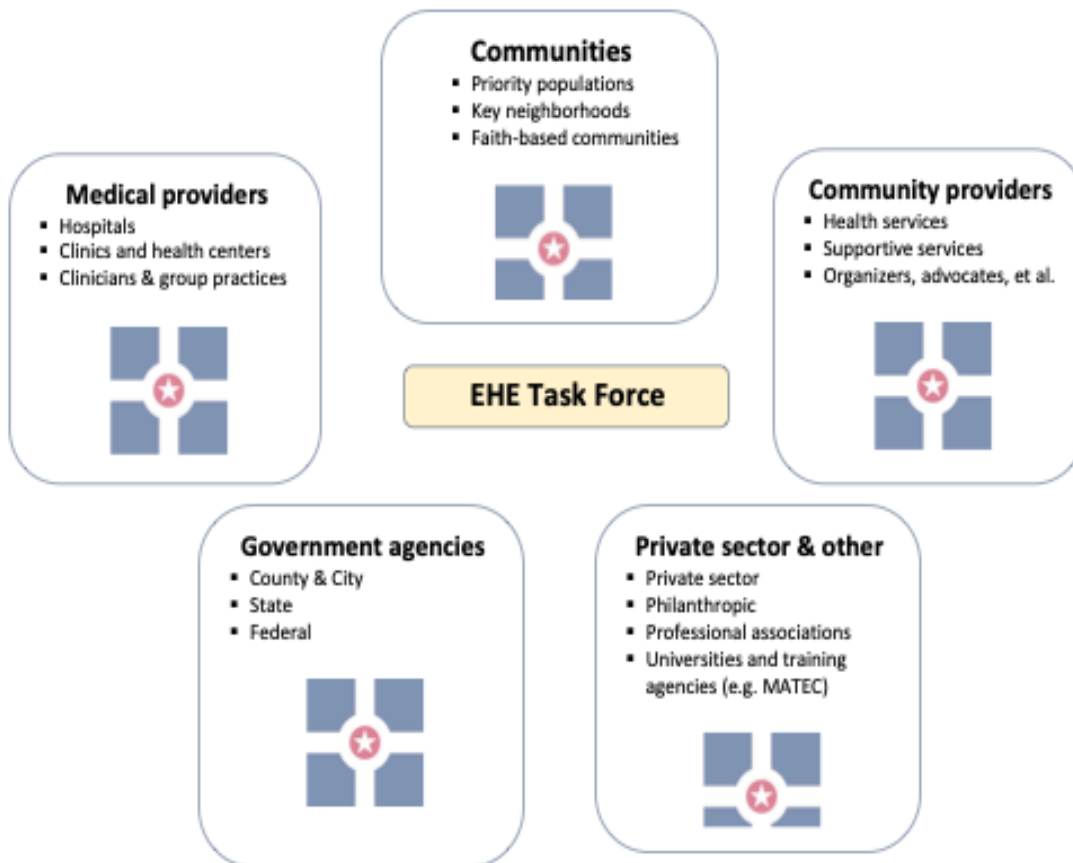 Communities
▪ Priority populations
▪ Key neighborhoods
▪ Faith-based communities
Medical providers
▪ Hospitals
▪ Clinics and health centers
▪ Clinicians & group practices
Community providers
▪ Health services
▪ Supportive services
▪ Organizers, advocates, et al.
EHE Task Force
Government agencies
▪ County & City
▪ State
▪ Federal
Private sector & other
▪ Private sector
▪ Philanthropic
▪ Professional associations
▪ Universities and training
agencies (e.g. MATEC)